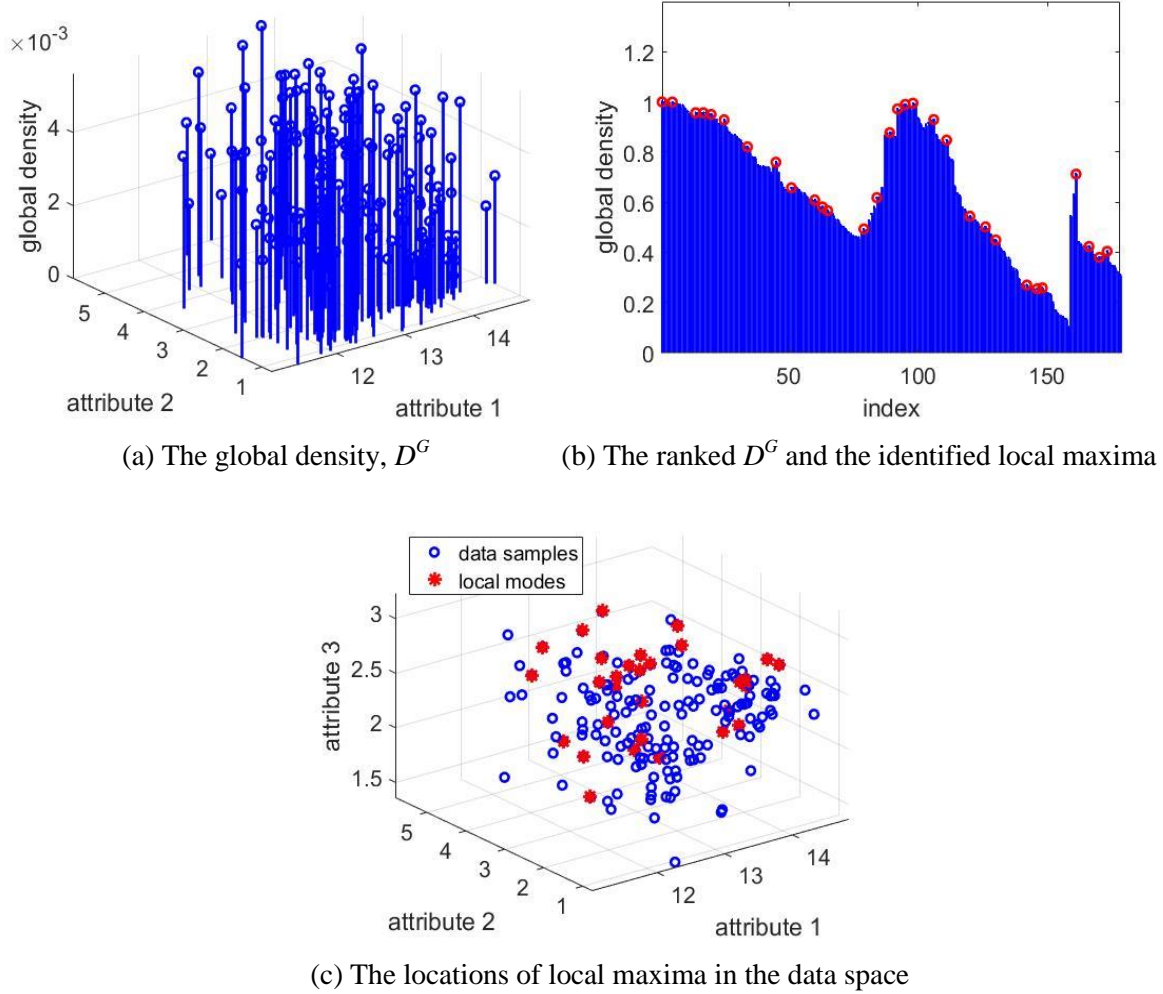 ×10⁻³
4
2
0
global density
5
4
3
2
1
12
13
14
attribute 2
attribute 1
(a) The global density, Dᴳ
1.2
1
0.8
0.6
0.4
0.2
0
global density
50
100
150
index
(b) The ranked Dᴳ and the identified local maxima
data samples
local modes
3
2.5
2
1.5
attribute 3
5
4
3
2
1
12
13
14
attribute 2
attribute 1
(c) The locations of local maxima in the data space